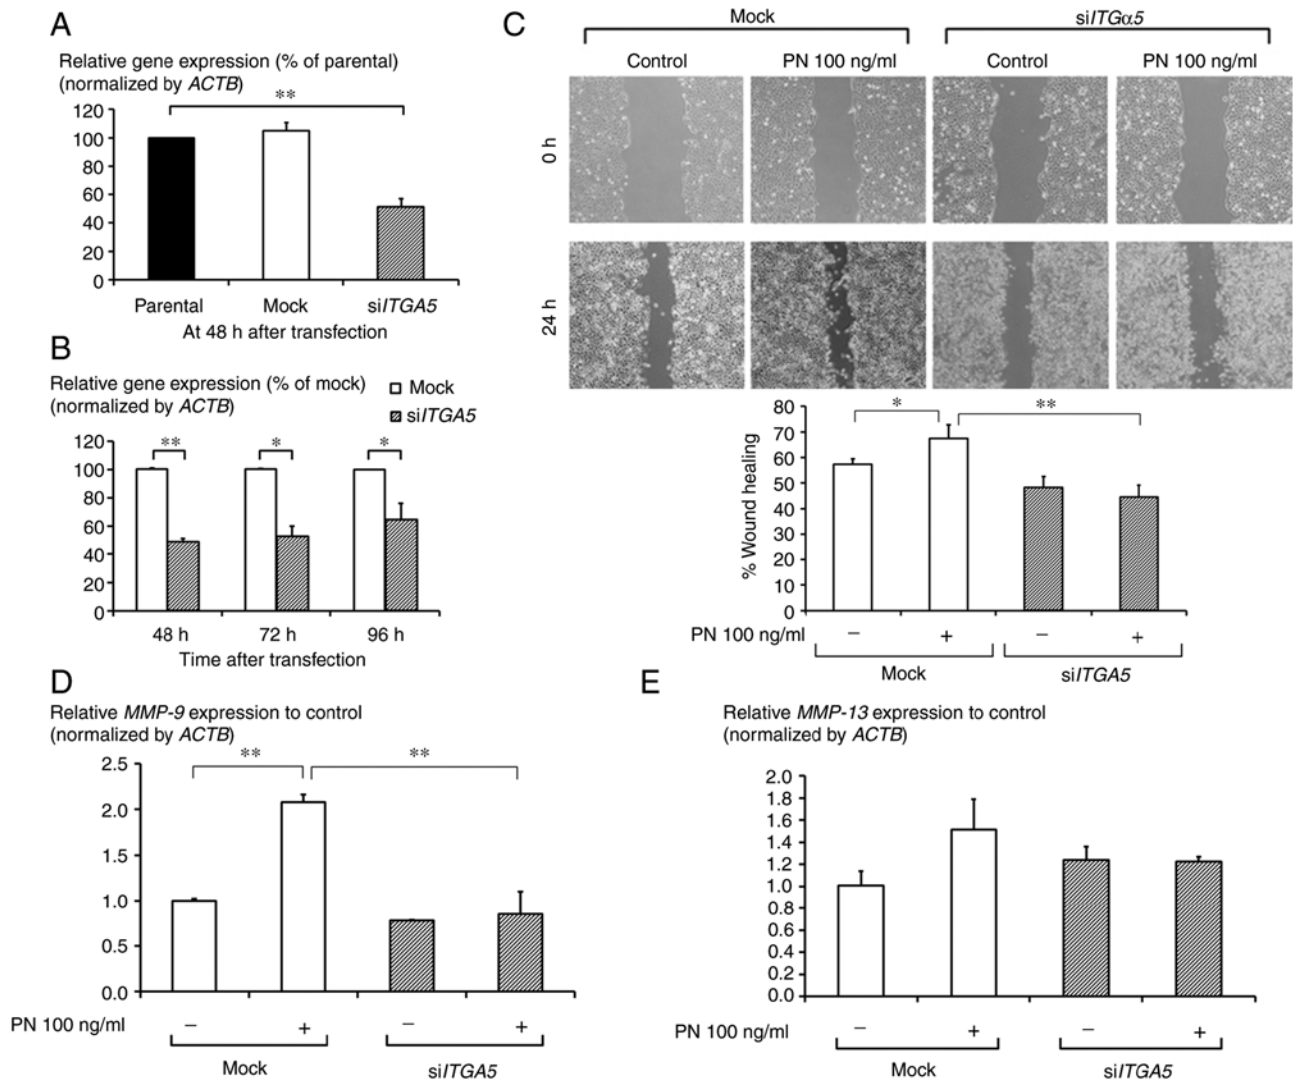 A
Relative gene expression (% of parental)
(normalized by ACTB)
**
120
100
80
60
40
20
0
Parental Mock siITGA5
At 48 h after transfection
B
Relative gene expression (% of mock)
(normalized by ACTB)
Mock
siITGA5
120
100
80
60
40
20
0
** * *
48 h 72 h 96 h
Time after transfection
C
Mock siITGα5
Control PN 100 ng/ml Control PN 100 ng/ml
0 h
24 h
% Wound healing
80
70
60
50
40
30
20
10
0
* **
PN 100 ng/ml – + – +
Mock siITGA5
D
Relative MMP-9 expression to control
(normalized by ACTB)
** **
2.5
2.0
1.5
1.0
0.5
0.0
PN 100 ng/ml – + – +
Mock siITGA5
E
Relative MMP-13 expression to control
(normalized by ACTB)
2.0
1.8
1.6
1.4
1.2
1.0
0.8
0.6
0.4
0.2
0.0
PN 100 ng/ml – + – +
Mock siITGA5